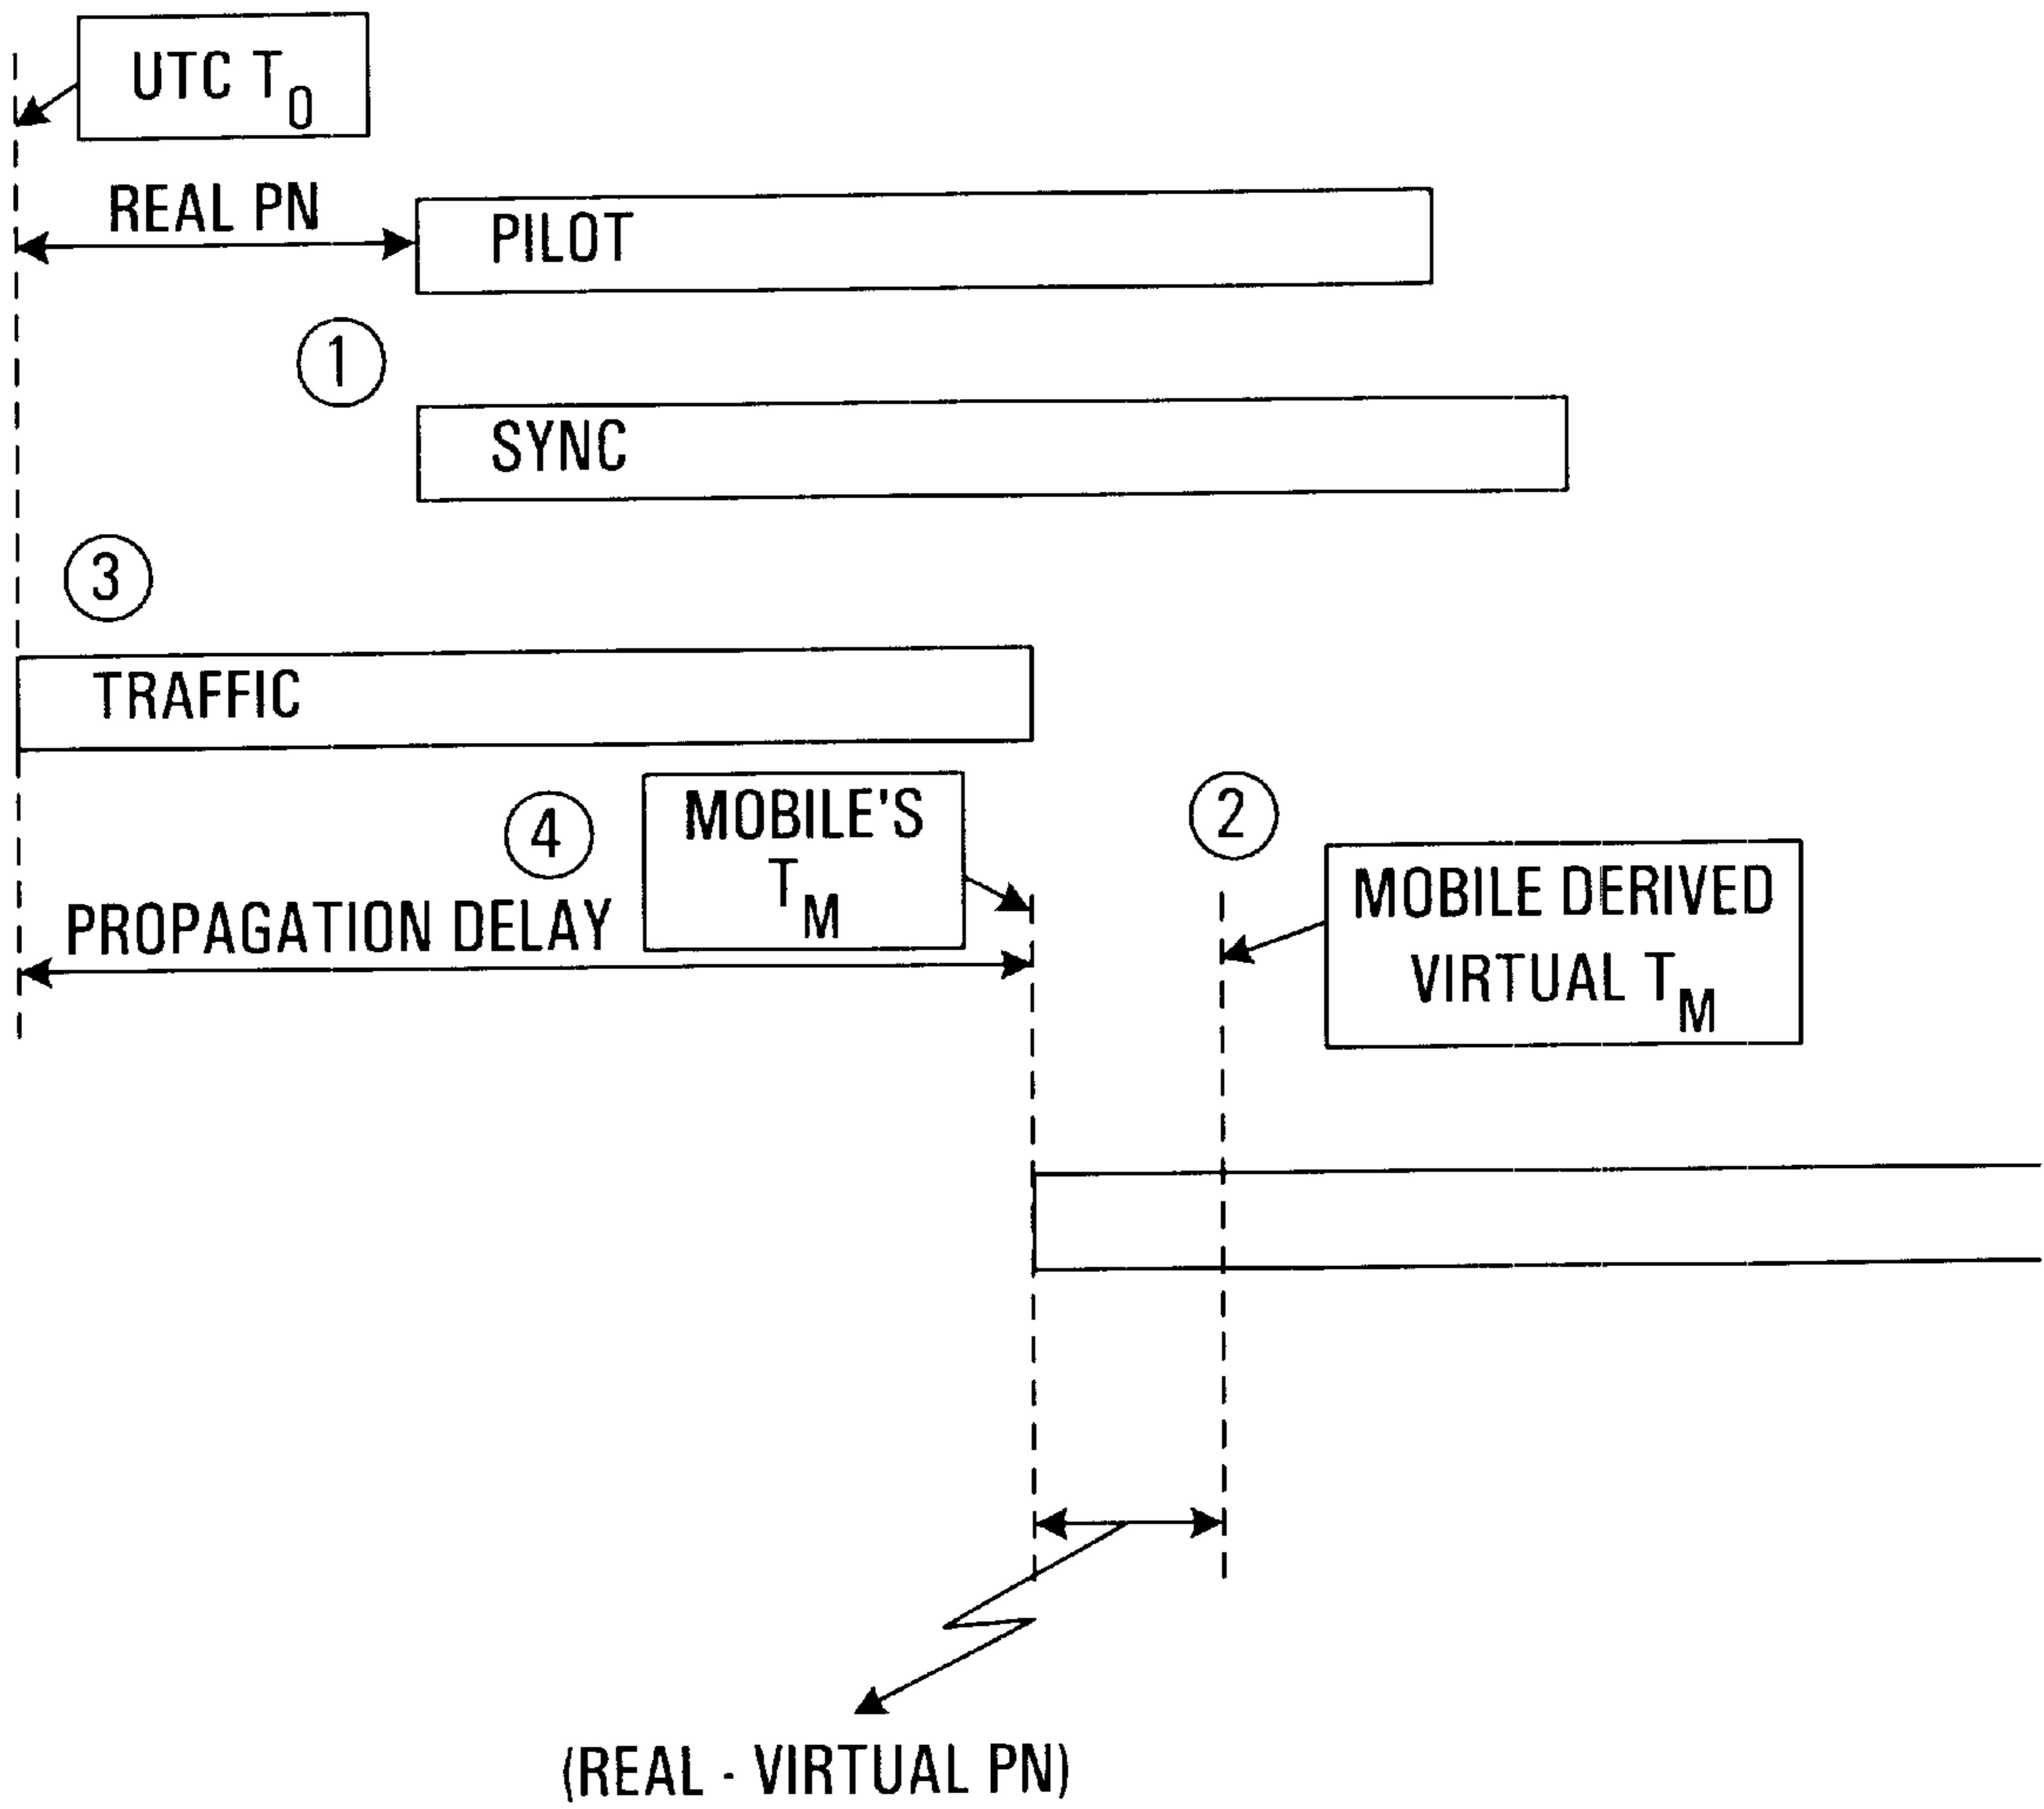 UTC T0
REAL PN
PILOT
1
SYNC
3
TRAFFIC
4
MOBILE'S
TM
2
PROPAGATION DELAY
MOBILE DERIVED
VIRTUAL TM
(REAL - VIRTUAL PN)